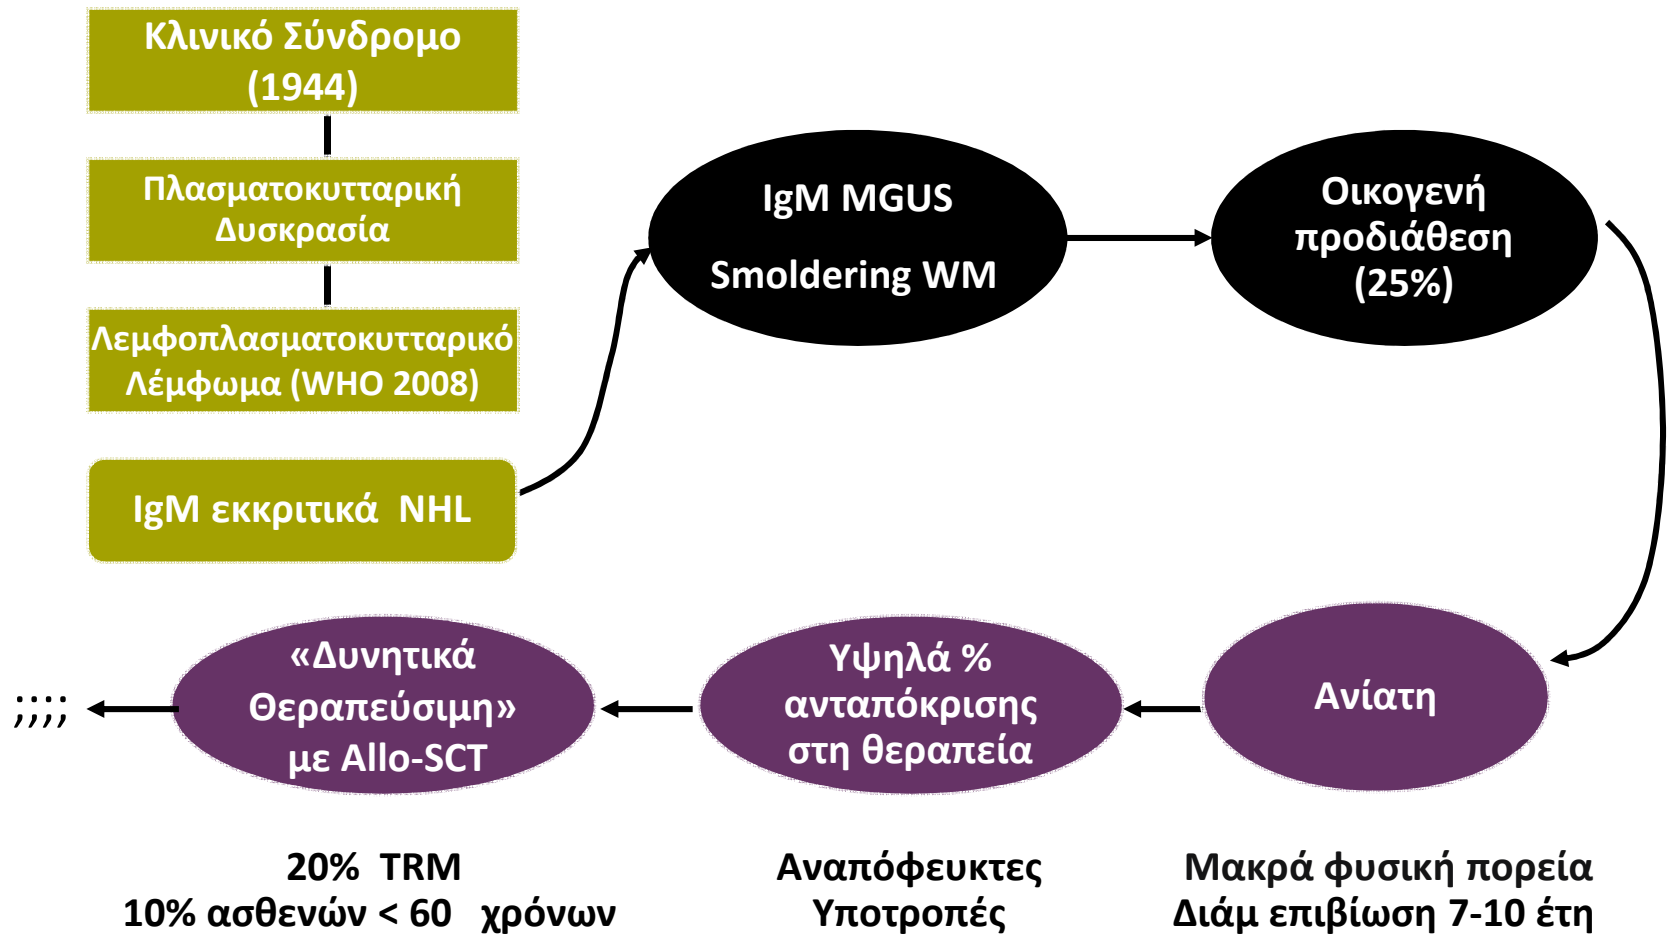 Κλινικό Σύνδρομο
(1944)
Πλασματοκυτταρική
Δυσκρασία
Λεμφοπλασματοκυτταρικό
Λέμφωμα (WHO 2008)
IgM εκκριτικά NHL
IgM MGUS
Smoldering WM
Οικογενή
προδιάθεση
(25%)
Ανίατη
Υψηλά %
ανταπόκρισης
στη θεραπεία
«Δυνητικά
Θεραπεύσιμη»
με Allo-SCT
;;;;
20% TRM
10% ασθενών < 60 χρόνων
Αναπόφευκτες
Υποτροπές
Μακρά φυσική πορεία
Διάμ επιβίωση 7-10 έτη